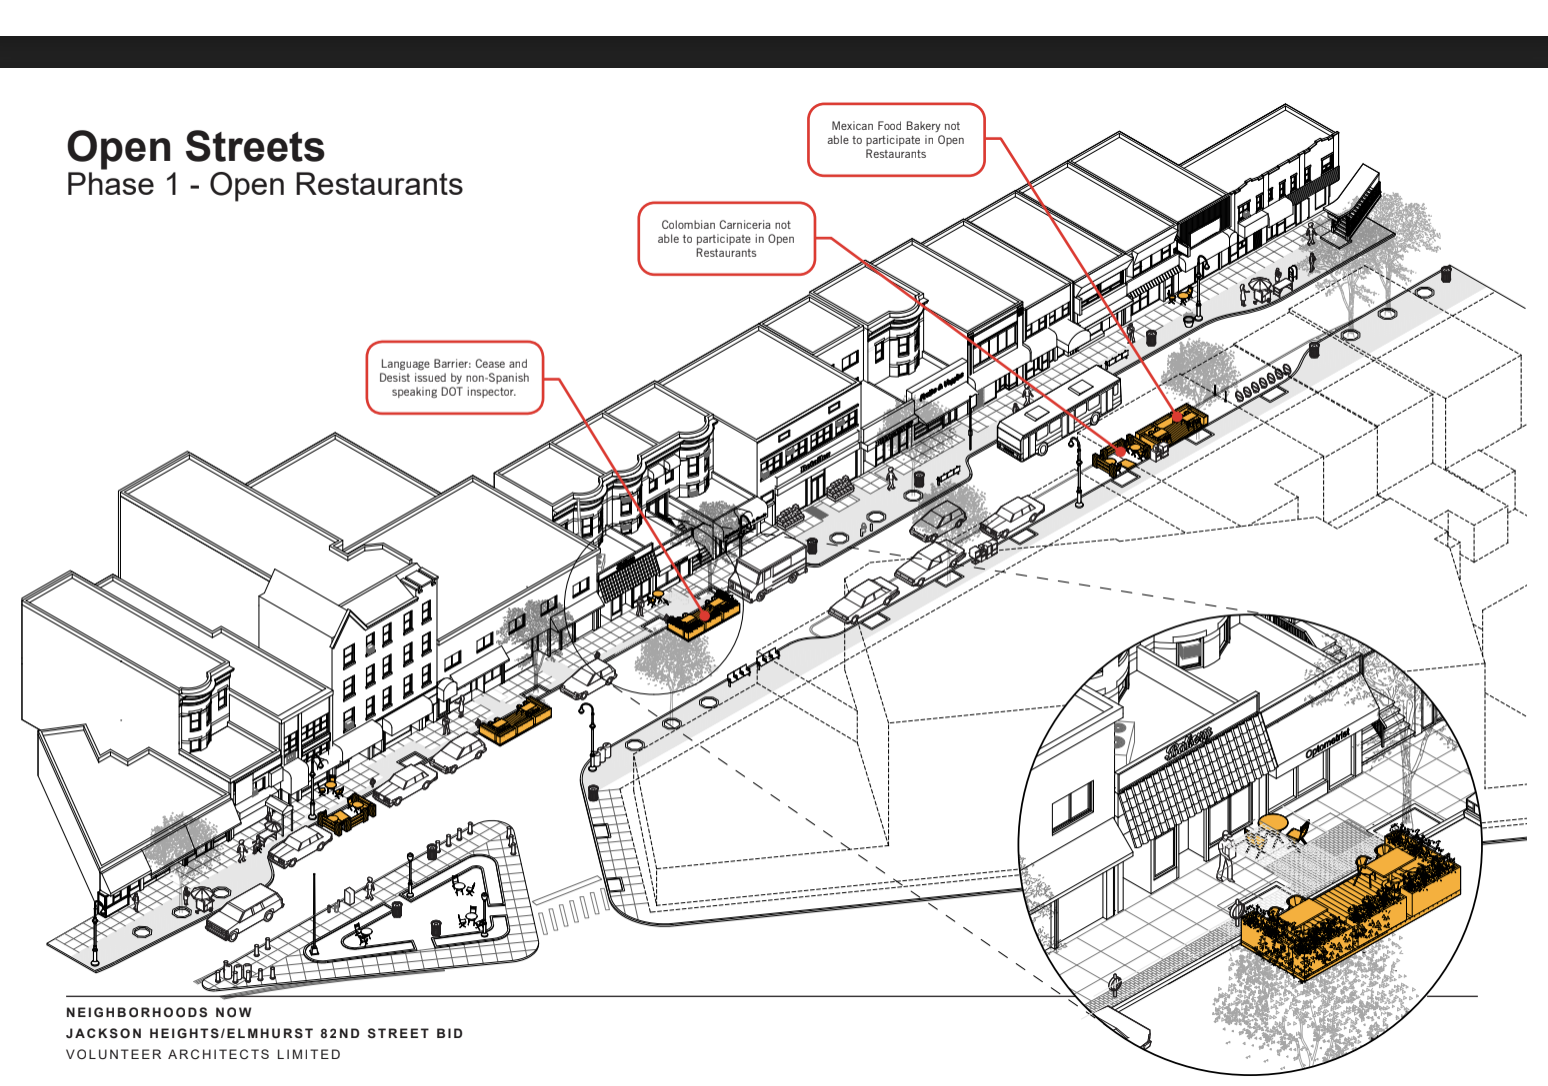 Open Streets
Phase 1 - Open Restaurants
Mexican Food Bakery not
able to participate in Open
Restaurants
Colombian Carniceria not
able to participate in Open
Restaurants
Language Barrier: Cease and
Desist issued by non-Spanish
speaking DOT inspector.
Bakery
Optometrist
NEIGHBORHOODS NOW
JACKSON HEIGHTS/ELMHURST 82ND STREET BID
VOLUNTEER ARCHITECTS LIMITED